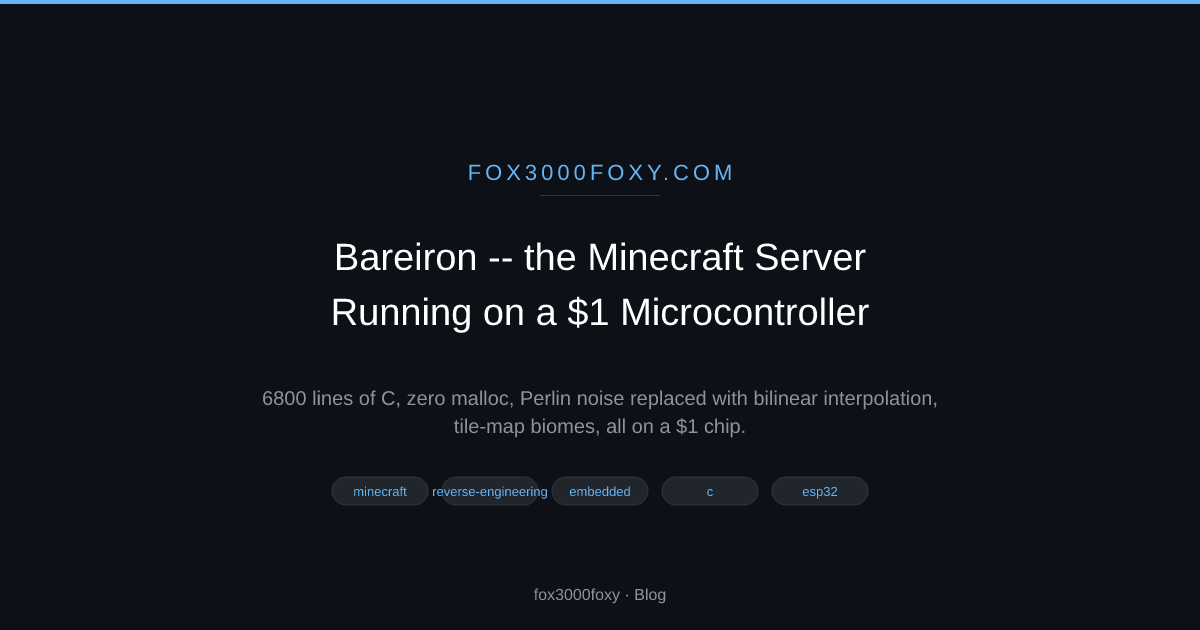 FOX3000FOXY.COM
Bareiron -- the Minecraft Server
Running on a $1 Microcontroller
6800 lines of C, zero malloc, Perlin noise replaced with bilinear interpolation,
tile-map biomes, all on a $1 chip.
minecraft reverse-engineering embedded c esp32
fox3000foxy · Blog